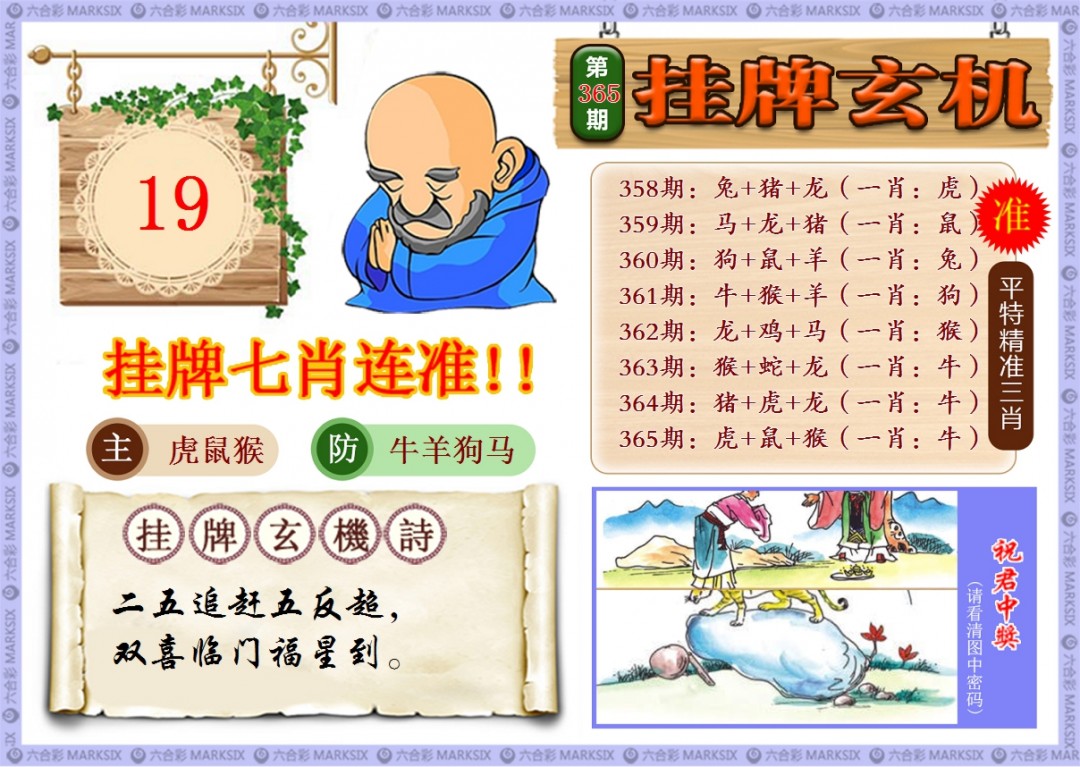 六合彩 MARKSIX
19
挂牌七肖连准!!
主 虎鼠猴
防 牛羊狗马
挂牌玄機詩
二五追赶五反超，
双喜临门福星到。
第365期
挂牌玄机
358期：兔+猪+龙（一肖：虎）
359期：马+龙+猪（一肖：鼠）
360期：狗+鼠+羊（一肖：兔）
361期：牛+猴+羊（一肖：狗）
362期：龙+鸡+马（一肖：猴）
363期：猴+蛇+龙（一肖：牛）
364期：猪+虎+龙（一肖：牛）
365期：虎+鼠+猴（一肖：牛）
准
平特精准三肖
祝君中奖
（请看清图中密码）